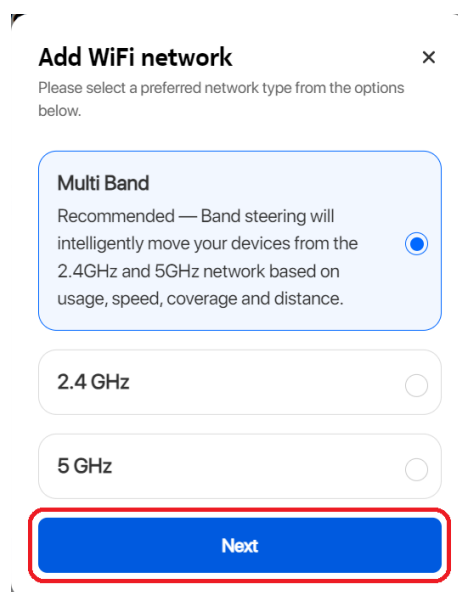 Add WiFi network
Please select a preferred network type from the options
below.
Multi Band
Recommended — Band steering will
intelligently move your devices from the
2.4GHz and 5GHz network based on
usage, speed, coverage and distance.
2.4 GHz
5 GHz
Next